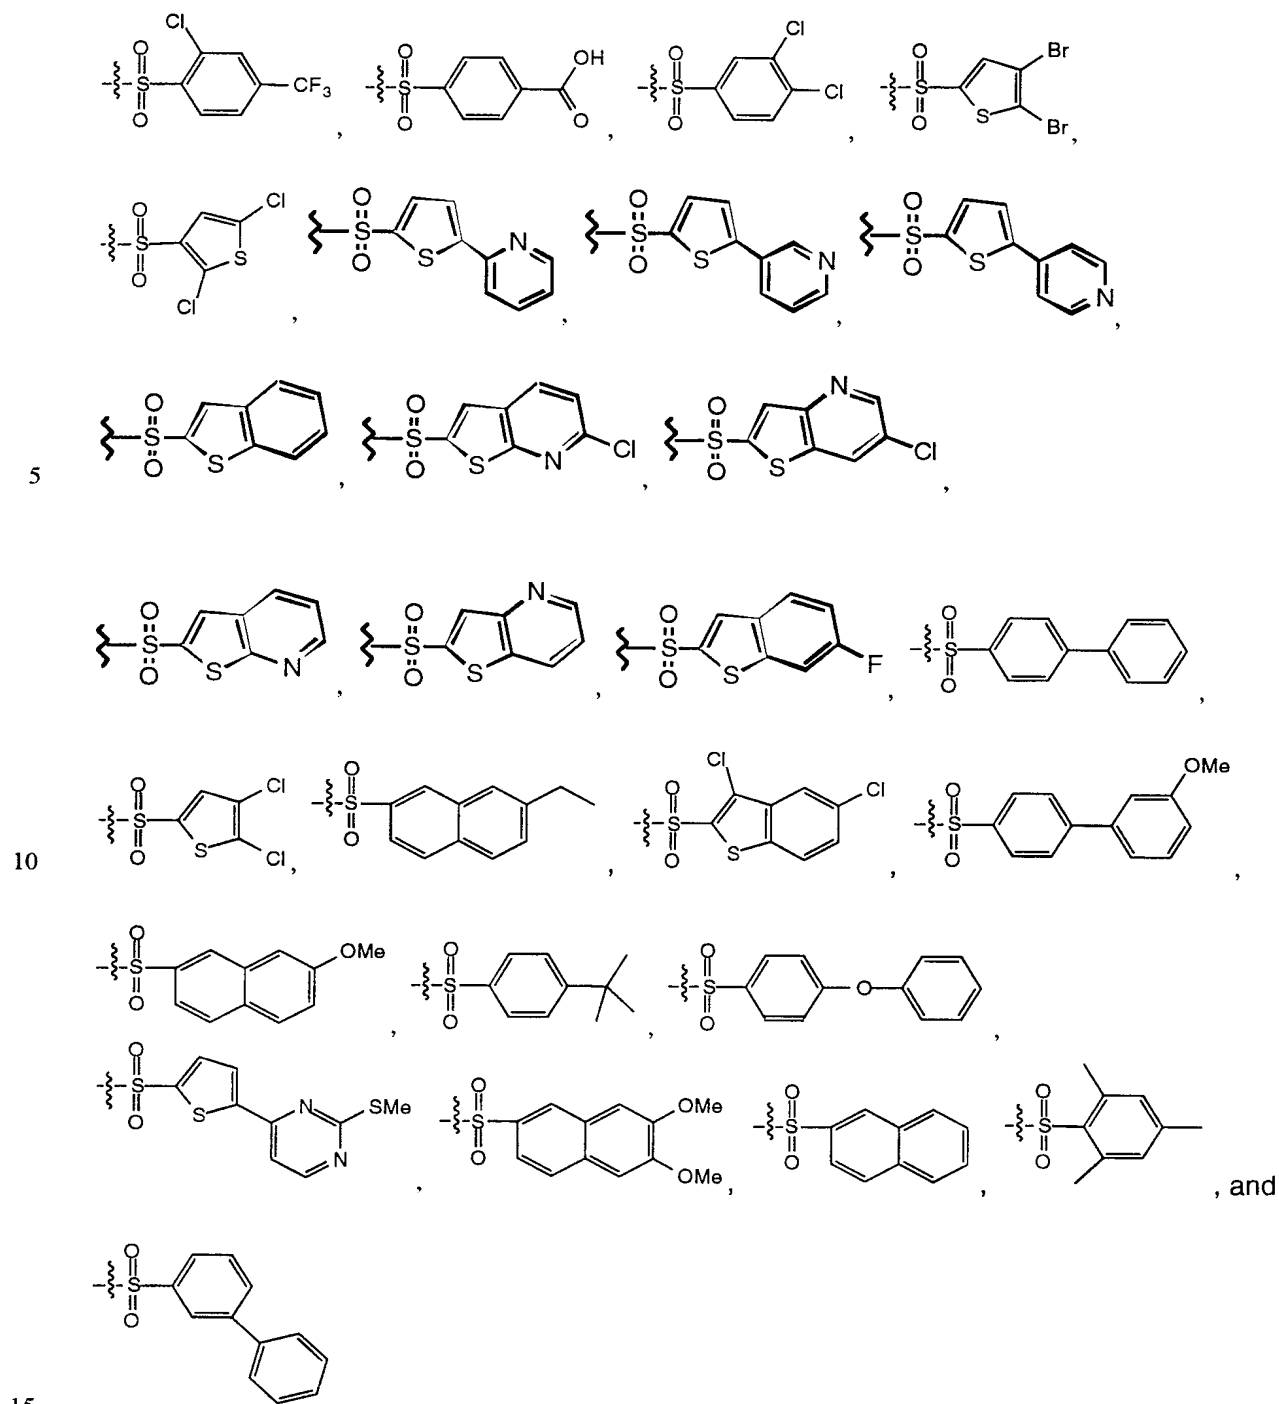 Cl Cl
O O OH O O Br
S CF₃ S S Cl S
O , O O , O , O S Br ,
O Cl O O O
S S N S N S
O S O S O S O S N
Cl , , , ,
O O O N
S S S
5 O S , O S N Cl , O S Cl ,
O O N O O
S S S F S
O S N , O S , O S , O ,
O Cl O Cl O OMe
S S S Cl S
10 O S Cl , O , O S , O ,
O OMe O O
S S S O
O , O , O ,
O N SMe O OMe O O
S S S S
O S N , O OMe , O , O , and
O
S
O
15